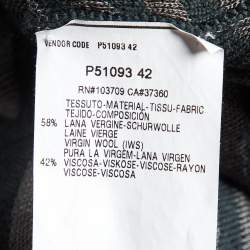 VENDOR CODE P51093 42
P51093 42
RN#103709 CA#37360
TESSUTO-MATERIAL-TISSU-FABRIC
TEJIDO-COMPOSICIÓN
58% LANA VERGINE-SCHURWOLLE
LAINE VIERGE
VIRGIN WOOL (IWS)
PURA LA VIRGEM-LANA VIRGEN
42% VISCOSA-VISKOSE-VISCOSE-RAYON
VISCOSE-VISCOSA